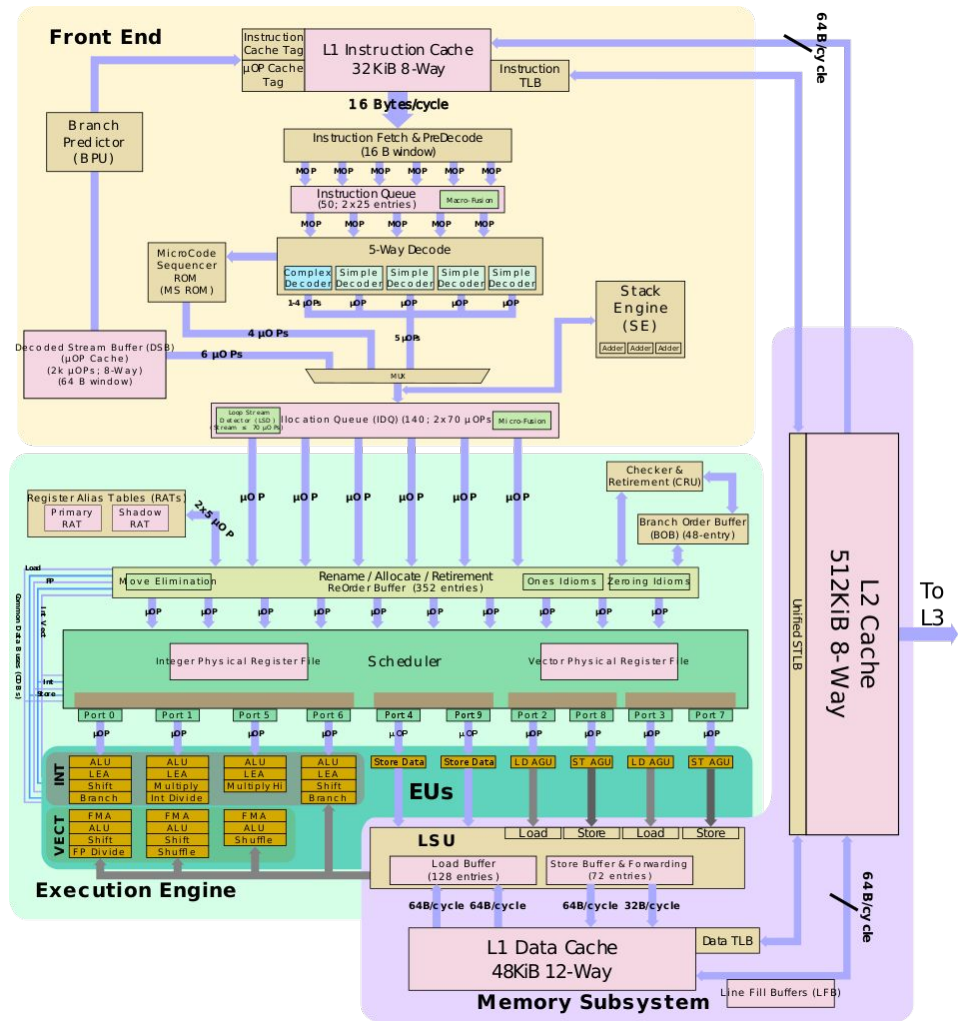 Front End
Instruction
Cache Tag
µOP Cache
Tag
L1 Instruction Cache
32KiB 8-Way
Instruction
TLB
64B/cycle
16 Bytes/cycle
Branch
Predictor
(BPU)
Instruction Fetch & PreDecode
(16 B window)
MOP MOP MOP MOP MOP MOP
Instruction Queue
(50; 2x25 entries)
Macro-Fusion
MOP MOP MOP MOP MOP
MicroCode
Sequencer
ROM
(MS ROM)
5-Way Decode
Complex
Decoder
Simple
Decoder
Simple
Decoder
Simple
Decoder
Simple
Decoder
1-4 µOPs µOP µOP µOP µOP
Stack
Engine
(SE)
Adder Adder Adder
4 µOPs
5 µOPs
Decoded Stream Buffer (DSB)
(µOP Cache)
(2k µOPs; 8-Way)
(64 B window)
6 µOPs
MUX
Loop Stream
Detector (LSD)
(Stream ≤ 70 µOPs)
llocation Queue (IDQ) (140; 2x70 µOPs
Micro-Fusion
µOP µOP µOP µOP µOP µOP
Register Alias Tables (RATs)
Primary
RAT
Shadow
RAT
2x5 µOP
Checker &
Retirement (CRU)
Branch Order Buffer
(BOB) (48-entry)
Rename / Allocate / Retirement
ReOrder Buffer (352 entries)
Move Elimination
Ones Idioms
Zeroing Idioms
Load
FP
Int Vect
Common Data Buses (CDBs)
Int
Store
µOP µOP µOP µOP µOP µOP µOP µOP µOP µOP
Integer Physical Register File
Scheduler
Vector Physical Register File
Port 0 Port 1 Port 5 Port 6 Port 4 Port 9 Port 2 Port 8 Port 3 Port 7
µOP µOP µOP µOP µOP µOP µOP µOP µOP µOP
INT
ALU
LEA
Shift
Branch
ALU
LEA
Multiply
Int Divide
ALU
LEA
Multiply Hi
ALU
LEA
Shift
Branch
Store Data
Store Data
LD AGU
ST AGU
LD AGU
ST AGU
EUs
VECT
FMA
ALU
Shift
FP Divide
FMA
ALU
Shift
Shuffle
FMA
ALU
Shuffle
Execution Engine
LSU
Load Store Load Store
Load Buffer
(128 entries)
Store Buffer & Forwarding
(72 entries)
64B/cycle 64B/cycle 64B/cycle 32B/cycle
L1 Data Cache
48KiB 12-Way
Data TLB
Line Fill Buffers (LFB)
Memory Subsystem
Unified STLB
L2 Cache
512KiB 8-Way
To
L3
64B/cycle